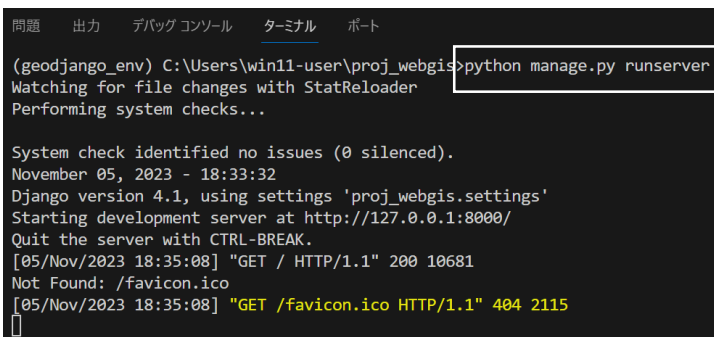 問題 出力 デバッグ コンソール ターミナル ポート
(geodjango_env) C:\Users\win11-user\proj_webgis>python manage.py runserver
Watching for file changes with StatReloader
Performing system checks...
System check identified no issues (0 silenced).
November 05, 2023 - 18:33:32
Django version 4.1, using settings 'proj_webgis.settings'
Starting development server at http://127.0.0.1:8000/
Quit the server with CTRL-BREAK.
[05/Nov/2023 18:35:08] "GET / HTTP/1.1" 200 10681
Not Found: /favicon.ico
[05/Nov/2023 18:35:08] "GET /favicon.ico HTTP/1.1" 404 2115